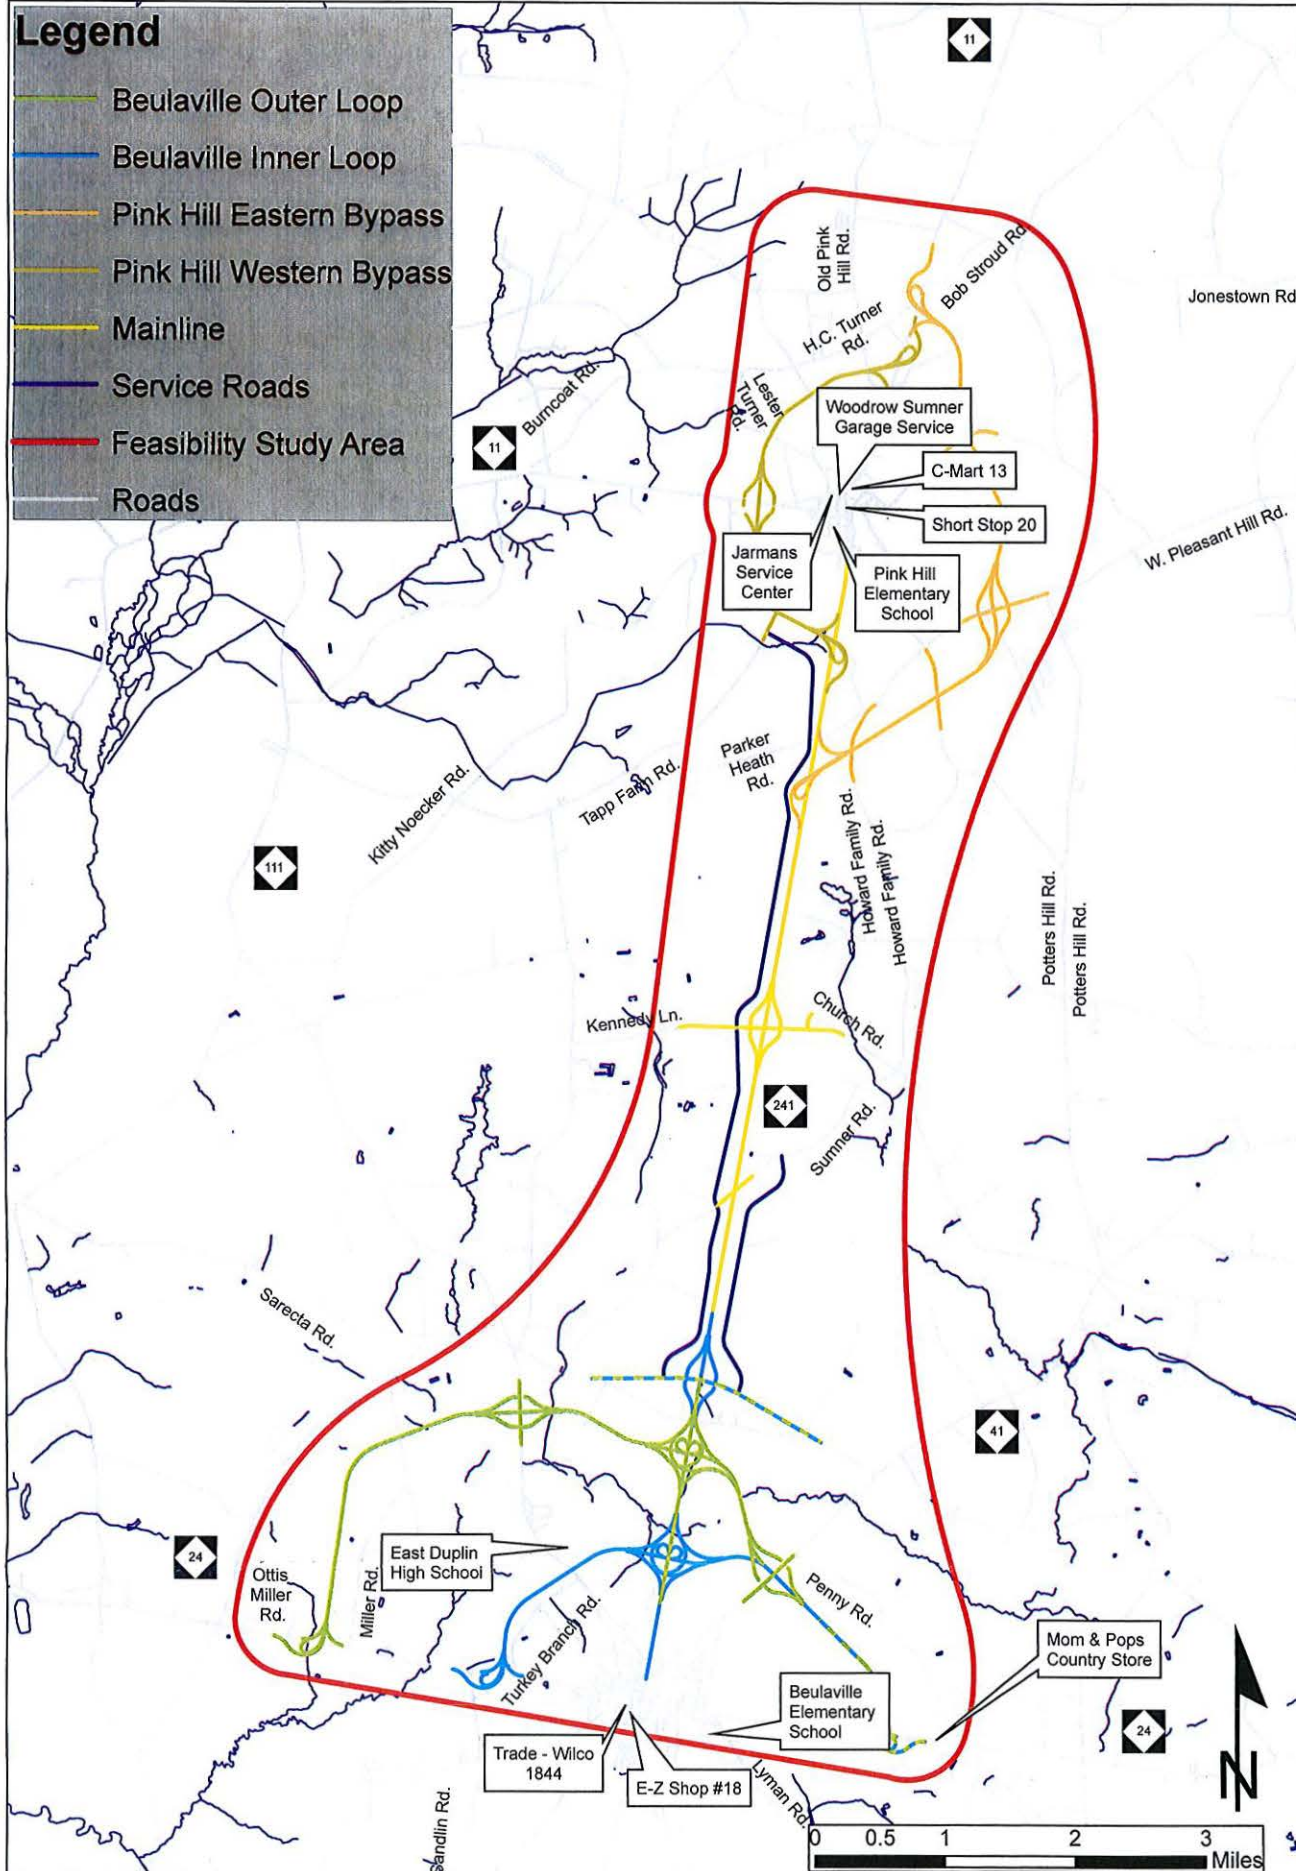 Legend
Beulaville Outer Loop
Beulaville Inner Loop
Pink Hill Eastern Bypass
Pink Hill Western Bypass
Mainline
Service Roads
Feasibility Study Area
Roads
11
Old Pink
Hill Rd.
Bob Stroud Rd.
Jonestown Rd
H.C. Turner
Rd.
Burncoat Rd.
Lester
Turner
Rd.
11
Woodrow Sumner
Garage Service
C-Mart 13
Short Stop 20
W. Pleasant Hill Rd.
Jarmans
Service
Center
Pink Hill
Elementary
School
Parker
Heath
Rd.
Tapp Farm Rd.
Kitty Noecker Rd.
111
Howard Family Rd.
Howard Family Rd.
Potters Hill Rd.
Potters Hill Rd.
Kennedy Ln.
Church Rd.
241
Sumner Rd.
Sarecta Rd.
41
24
East Duplin
High School
Ottis
Miller
Rd.
Miller Rd.
Turkey Branch Rd.
Penny Rd.
Mom & Pops
Country Store
Beulaville
Elementary
School
24
Trade - Wilco
1844
E-Z Shop #18
Lyman Rd.
andlin Rd.
N
0 0.5 1 2 3
Miles